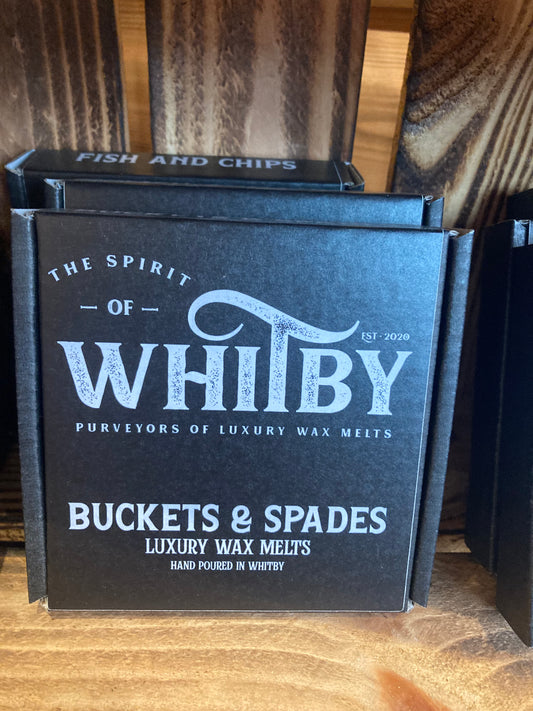 FISH AND CHIPS
THE SPIRIT
— OF —
EST · 2020
WHITBY
PURVEYORS OF LUXURY WAX MELTS
BUCKETS & SPADES
LUXURY WAX MELTS
HAND POURED IN WHITBY